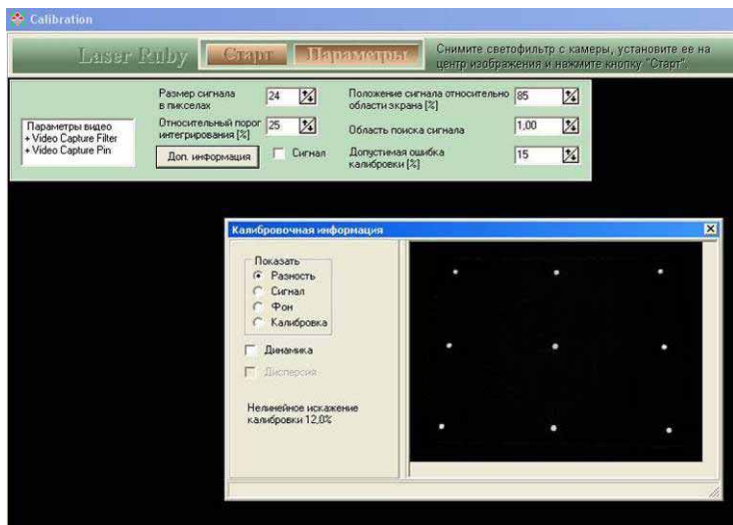 Calibration
Laser Ruby
Старт
Параметры
Снимите светофильтр с камеры, установите ее на
центр изображения и нажмите кнопку "Старт".
Параметры видео
+ Video Capture Filter
+ Video Capture Pin
Размер сигнала
в пикселах
24
Относительный порог
интегрирования [%]
25
Доп. информация
Сигнал
Положение сигнала относительно
области экрана [%]
85
Область поиска сигнала
1,00
Допустимая ошибка
калибровки [%]
15
Калибровочная информация
Показать
Разность
Сигнал
Фон
Калибровка
Динамика
Дисперсия
Нелинейное искажение
калибровки 12,0%